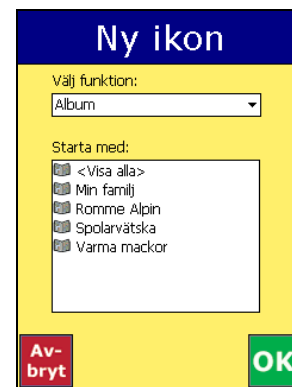 Ny ikon
Välj funktion:
Album
Starta med:
<Visa alla>
Min familj
Romme Alpin
Spolarvätska
Varma mackor
Av-
bryt
OK